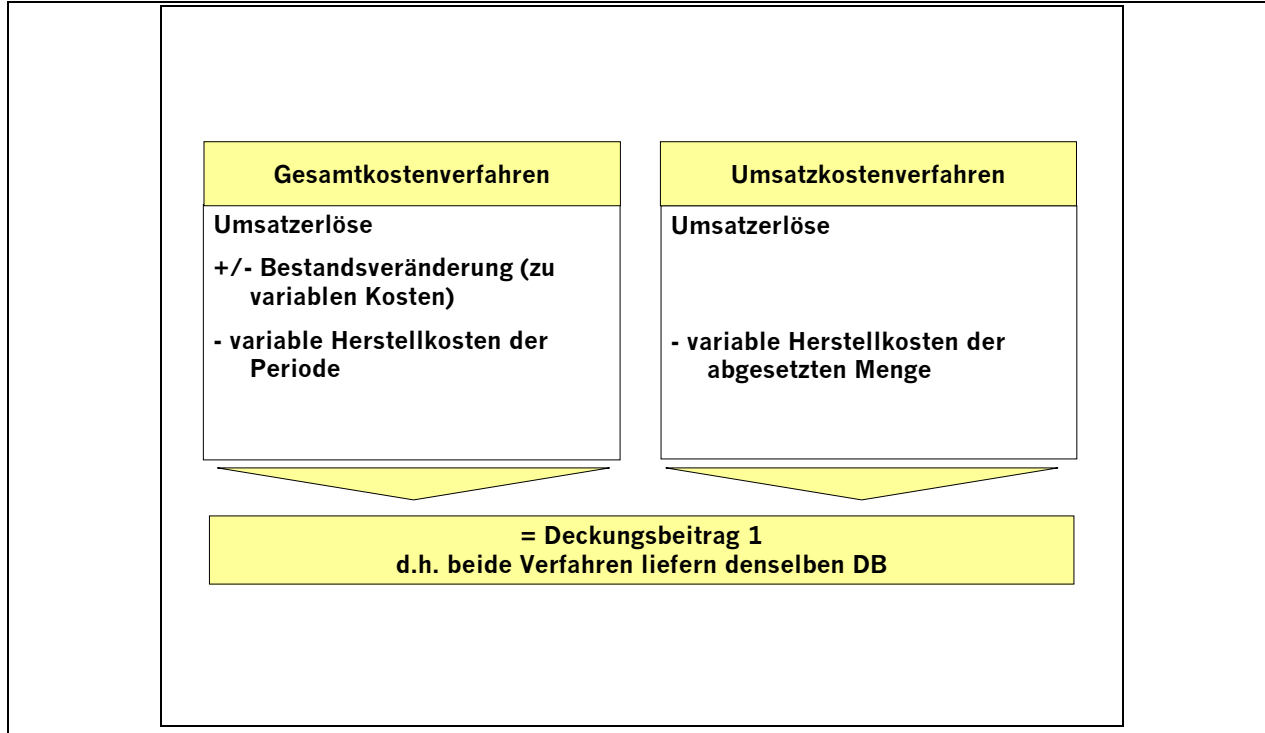 Gesamtkostenverfahren
Umsatzerlöse
+/- Bestandsveränderung (zu
variablen Kosten)
- variable Herstellkosten der
Periode
Umsatzkostenverfahren
Umsatzerlöse
- variable Herstellkosten der
abgesetzten Menge
= Deckungsbeitrag 1
d.h. beide Verfahren liefern denselben DB